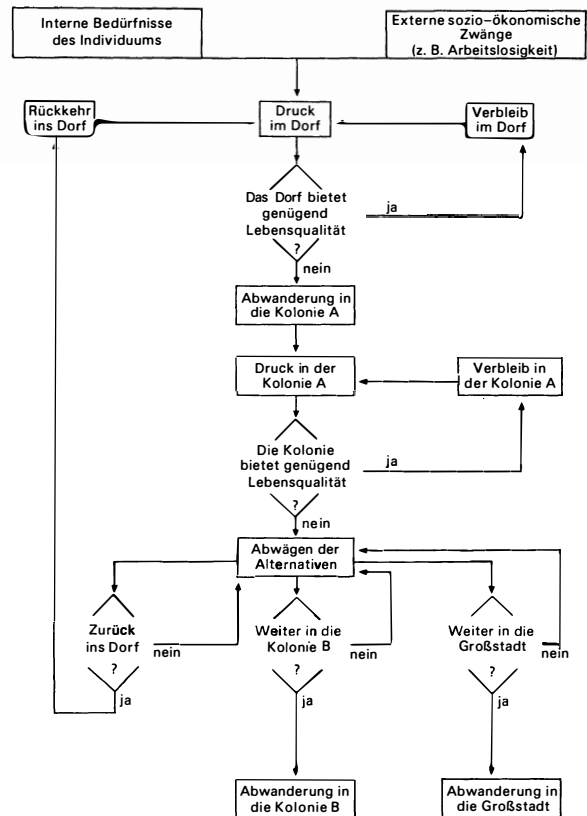 Interne Bedürfnisse
des Individuums
Externe sozio-ökonomische
Zwänge
(z. B. Arbeitslosigkeit)
Rückkehr
ins Dorf
Druck
im Dorf
Verbleib
im Dorf
Das Dorf bietet
genügend
Lebensqualität
?
ja
nein
Abwanderung in
die Kolonie A
Druck in der
Kolonie A
Verbleib in
der Kolonie A
Die Kolonie
bietet genügend
Lebensqualität
?
ja
nein
Abwägen der
Alternativen
Zurück
ins Dorf
?
nein
ja
Weiter in die
Kolonie B
?
nein
ja
Weiter in die
Großstadt
?
nein
ja
Abwanderung in
die Kolonie B
Abwanderung in
die Großstadt